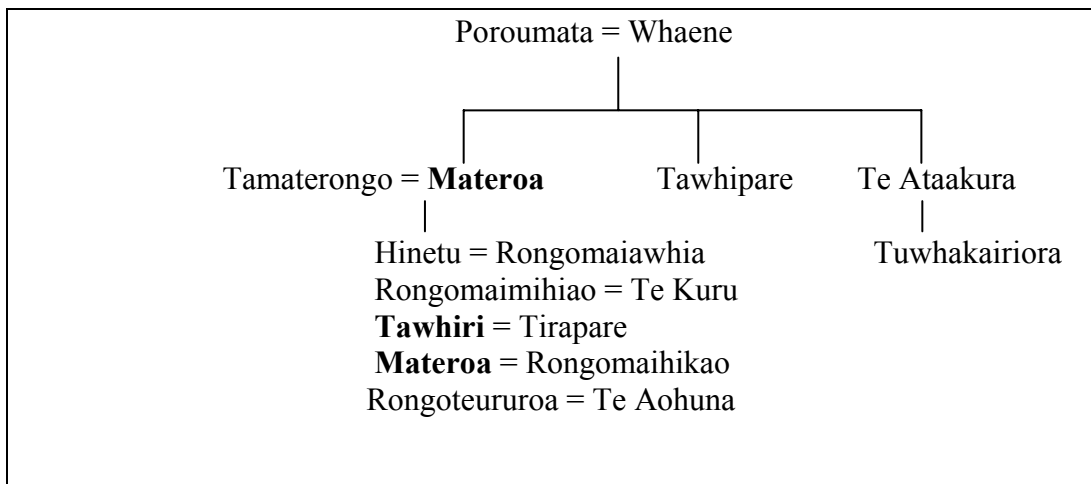 Poroumata = Whaene
Tamaterongo = Materoa Tawhipare Te Ataakura
Hinetu = Rongomaiawhia Tuwhakairiora
Rongomaimihiao = Te Kuru
Tawhiri = Tirapare
Materoa = Rongomaihikao
Rongoteururoa = Te Aohuna